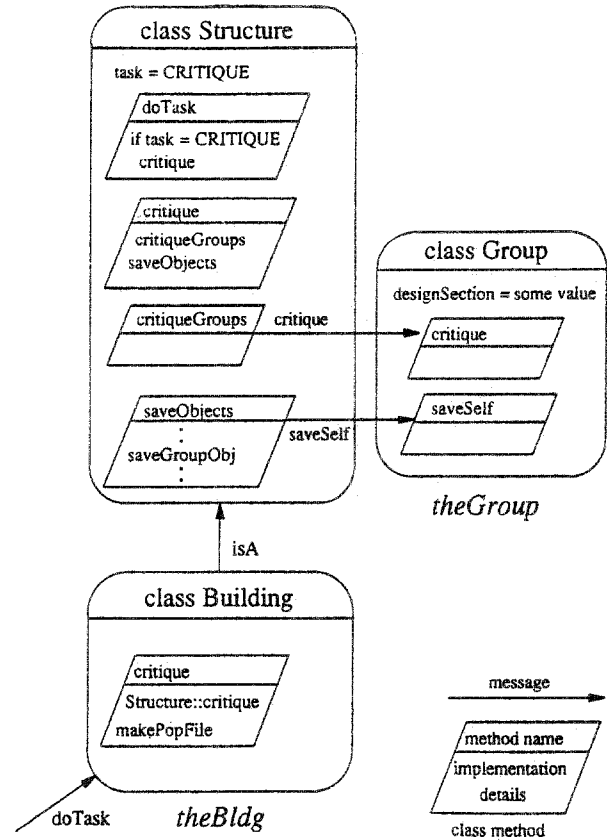 class Structure
task = CRITIQUE
doTask
if task = CRITIQUE
critique
critique
critiqueGroups
saveObjects
critiqueGroups
critique
saveObjects
saveGroupObj
saveSelf
class Group
designSection = some value
critique
saveSelf
theGroup
isA
class Building
critique
Structure::critique
makePopFile
doTask
theBldg
message
method name
implementation
details
class method